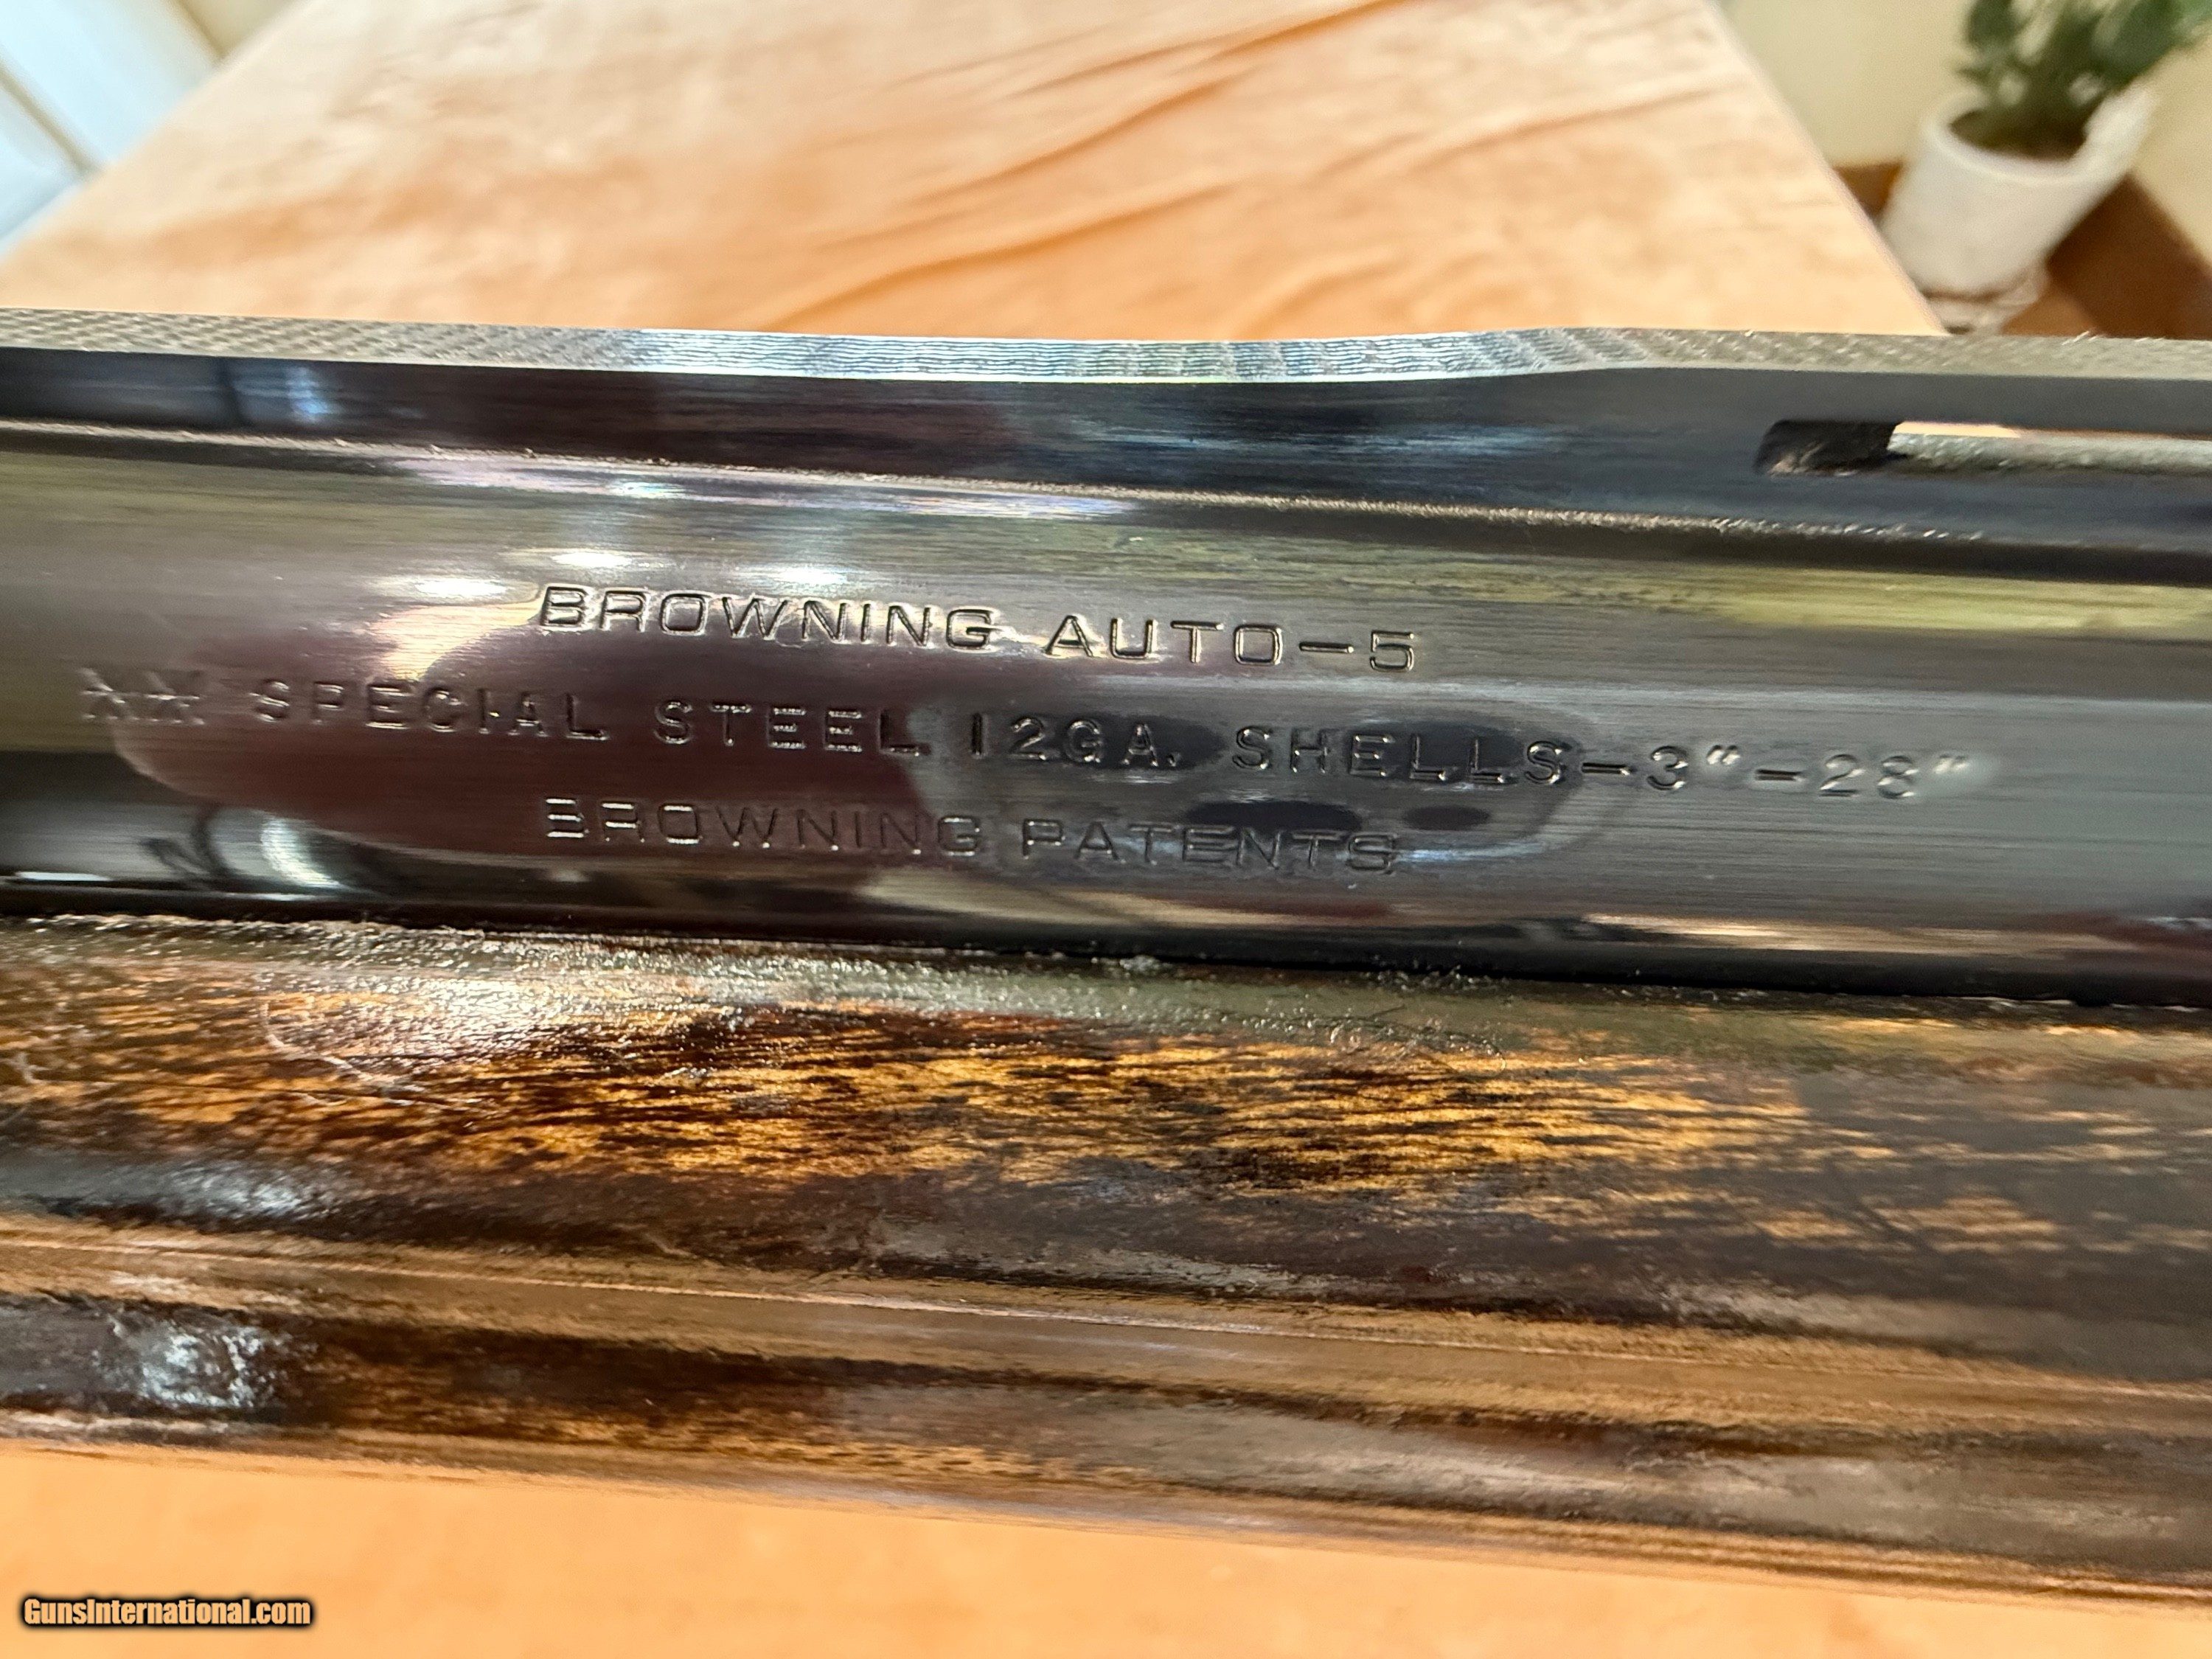 BROWNING AUTO-5
** SPECIAL STEEL 12GA. SHELLS-3"-28"
BROWNING PATENTS
GunsInternational.com